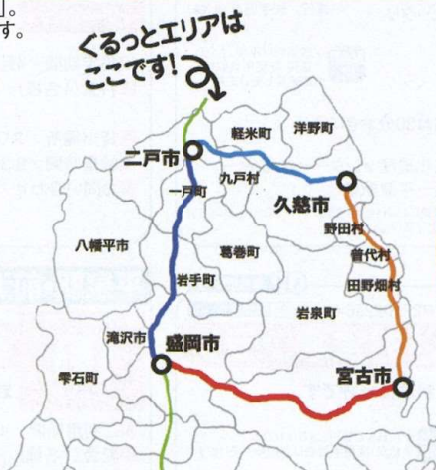 」。
す。
くるっとエリアは
ここです!
軽米町
洋野町
二戸市
九戸村
一戸町
久慈市
野田村
八幡平市
葛巻町
普代村
田野畑村
岩手町
岩泉町
滝沢市
盛岡市
雫石町
宮古市